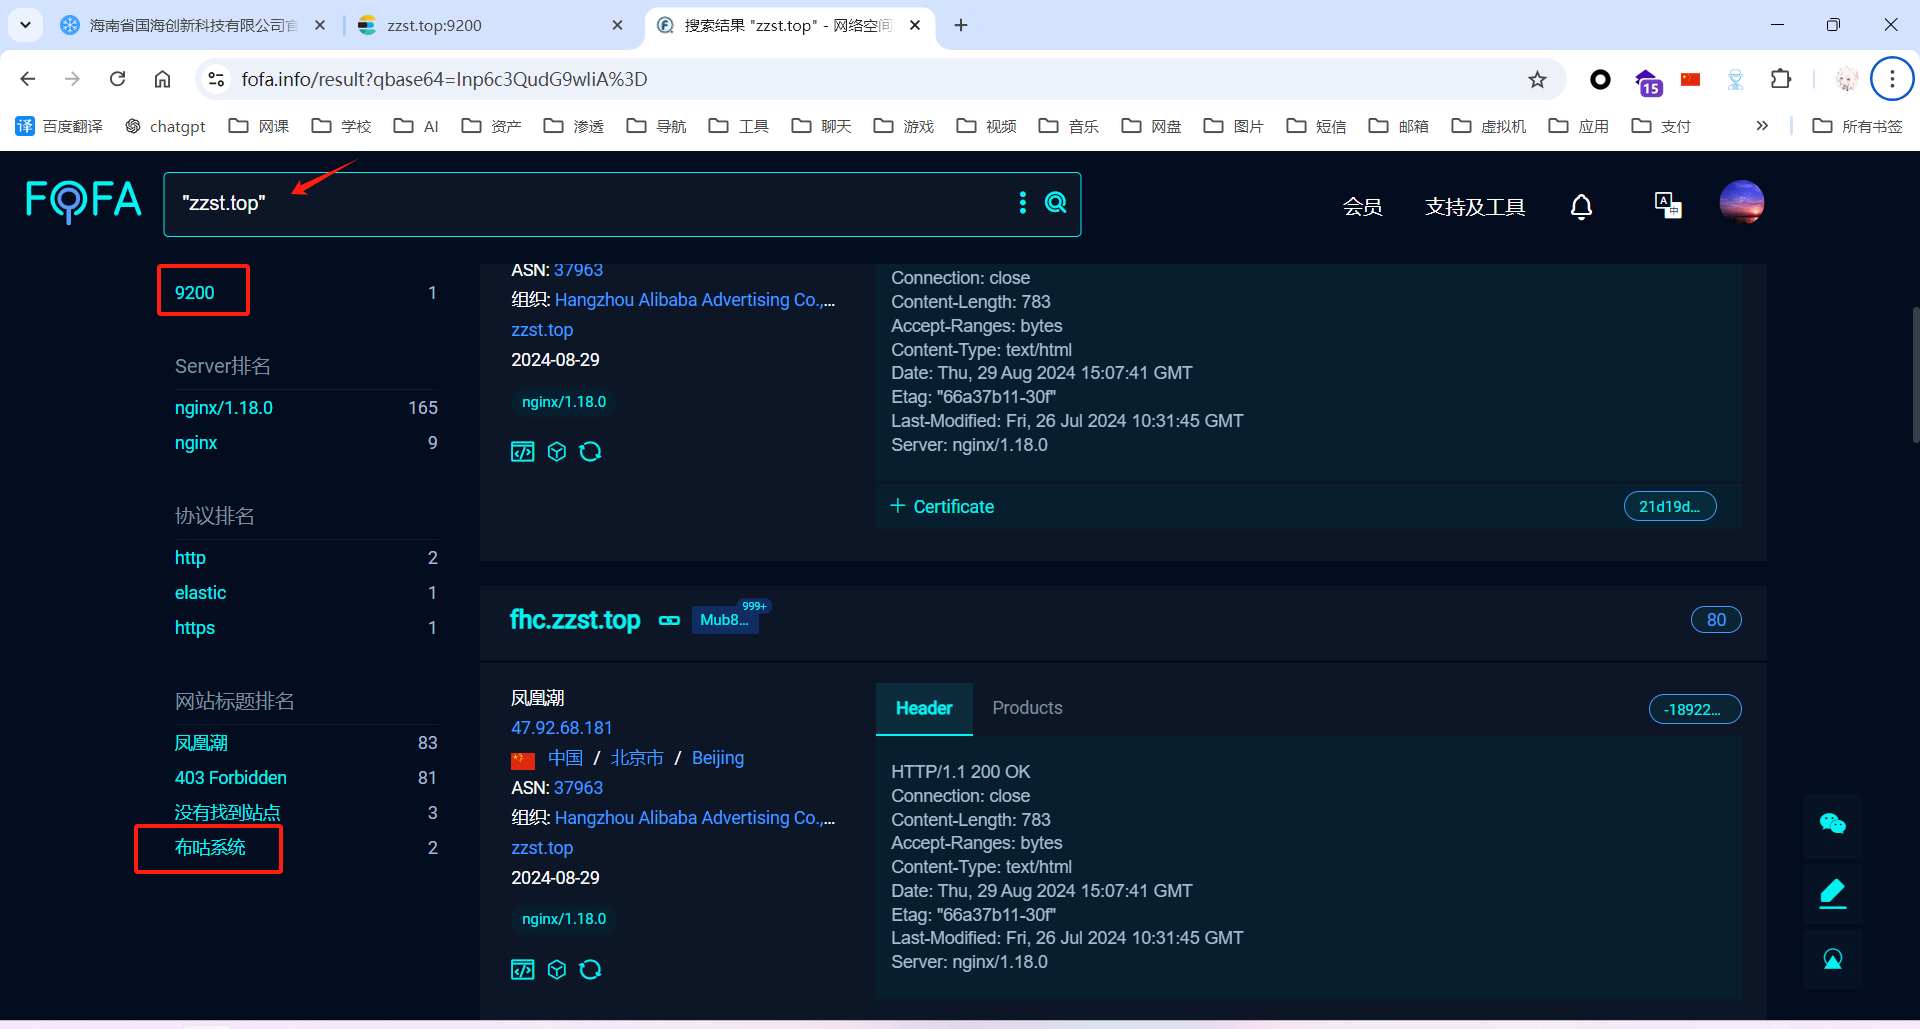 海南省国海创新科技有限公司官
zzst.top:9200
搜索结果 "zzst.top" - 网络空间
fofa.info/result?qbase64=Inp6c3QudG9wIiA%3D
15
译 百度翻译
chatgpt
网课
学校
AI
资产
渗透
导航
工具
聊天
游戏
视频
音乐
网盘
图片
短信
邮箱
虚拟机
应用
支付
所有书签
FOFA
"zzst.top"
会员
支持及工具
9200 1
Server排名
nginx/1.18.0 165
nginx 9
协议排名
http 2
elastic 1
https 1
网站标题排名
凤凰潮 83
403 Forbidden 81
没有找到站点 3
布咕系统 2
ASN: 37963
组织: Hangzhou Alibaba Advertising Co.,...
zzst.top
2024-08-29
nginx/1.18.0
Connection: close
Content-Length: 783
Accept-Ranges: bytes
Content-Type: text/html
Date: Thu, 29 Aug 2024 15:07:41 GMT
Etag: "66a37b11-30f"
Last-Modified: Fri, 26 Jul 2024 10:31:45 GMT
Server: nginx/1.18.0
+ Certificate
21d19d...
fhc.zzst.top
Mub8...
999+
80
凤凰潮
47.92.68.181
中国 / 北京市 / Beijing
ASN: 37963
组织: Hangzhou Alibaba Advertising Co.,...
zzst.top
2024-08-29
nginx/1.18.0
Header
Products
-18922...
HTTP/1.1 200 OK
Connection: close
Content-Length: 783
Accept-Ranges: bytes
Content-Type: text/html
Date: Thu, 29 Aug 2024 15:07:41 GMT
Etag: "66a37b11-30f"
Last-Modified: Fri, 26 Jul 2024 10:31:45 GMT
Server: nginx/1.18.0